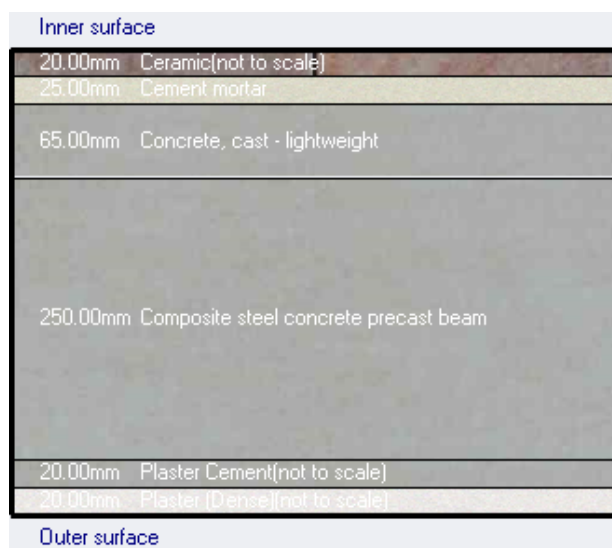 Inner surface
20.00mm Ceramic(not to scale)
25.00mm Cement mortar
65.00mm Concrete, cast - lightweight
250.00mm Composite steel concrete precast beam
20.00mm Plaster Cement(not to scale)
20.00mm Plaster (Dense)(not to scale)
Outer surface